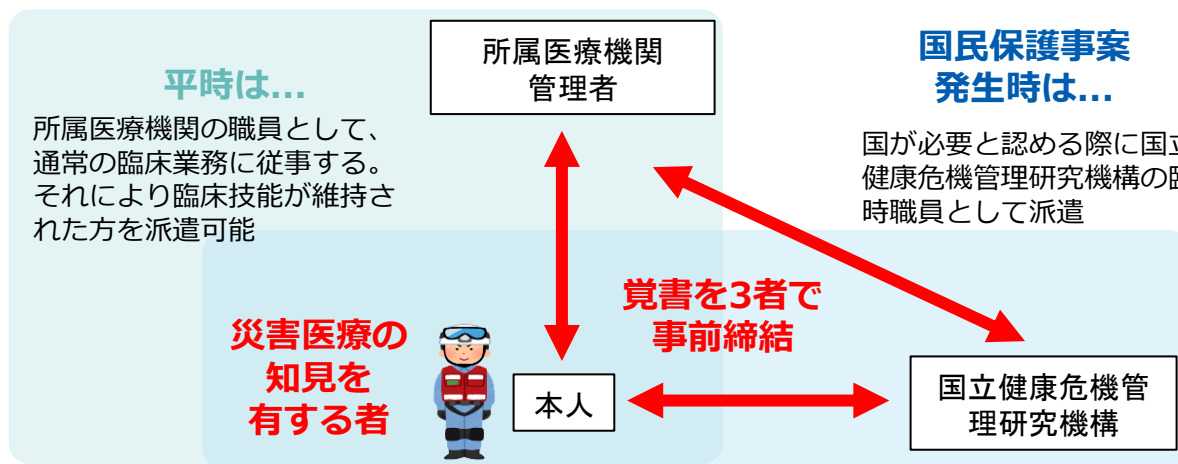 平時は...
所属医療機関の職員として、
通常の臨床業務に従事する。
それにより臨床技能が維持さ
れた方を派遣可能
所属医療機関
管理者
国民保護事案
発生時は...
国が必要と認める際に国立
健康危機管理研究機構の臨
時職員として派遣
覚書を3者で
事前締結
災害医療の
知見を
有する者
本人
国立健康危機管
理研究機構